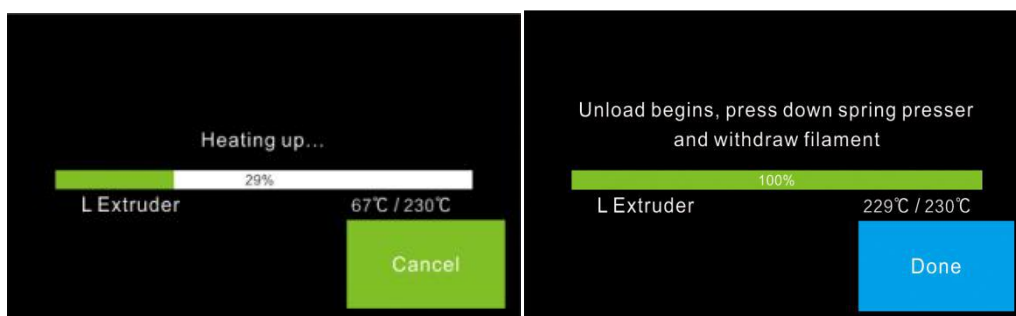 Heating up...
29%
L Extruder 67℃ / 230℃
Cancel
Unload begins, press down spring presser
and withdraw filament
100%
L Extruder 229℃ / 230℃
Done